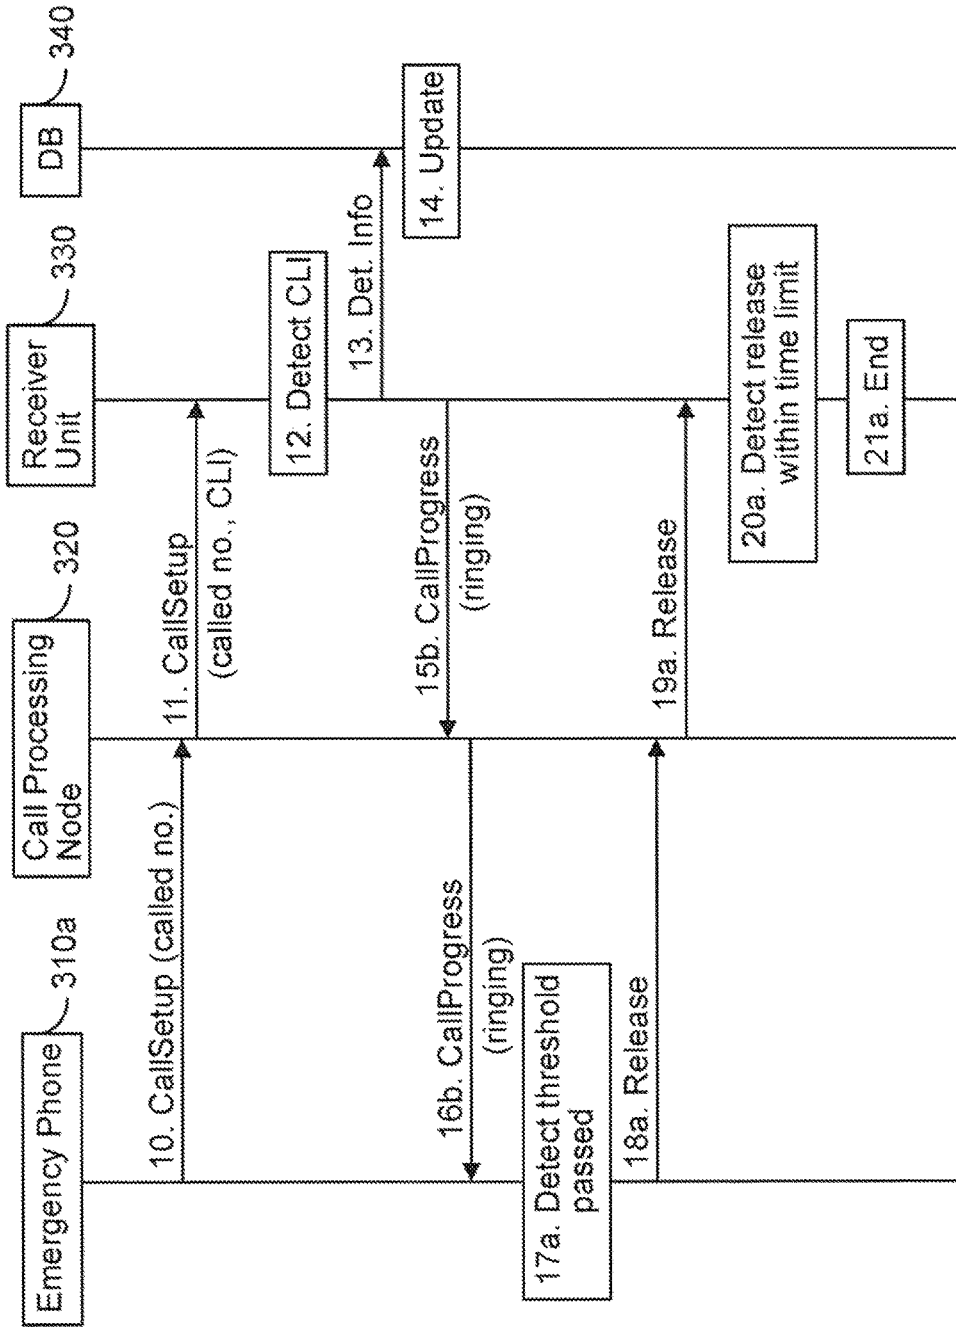 Emergency Phone
310a
Call Processing
Node
320
Receiver
Unit
330
DB
340
10. CallSetup (called no.)
11. CallSetup
(called no., CLI)
12. Detect CLI
13. Det. Info
14. Update
15b. CallProgress
(ringing)
16b. CallProgress
(ringing)
17a. Detect threshold
passed
18a. Release
19a. Release
20a. Detect release
within time limit
21a. End